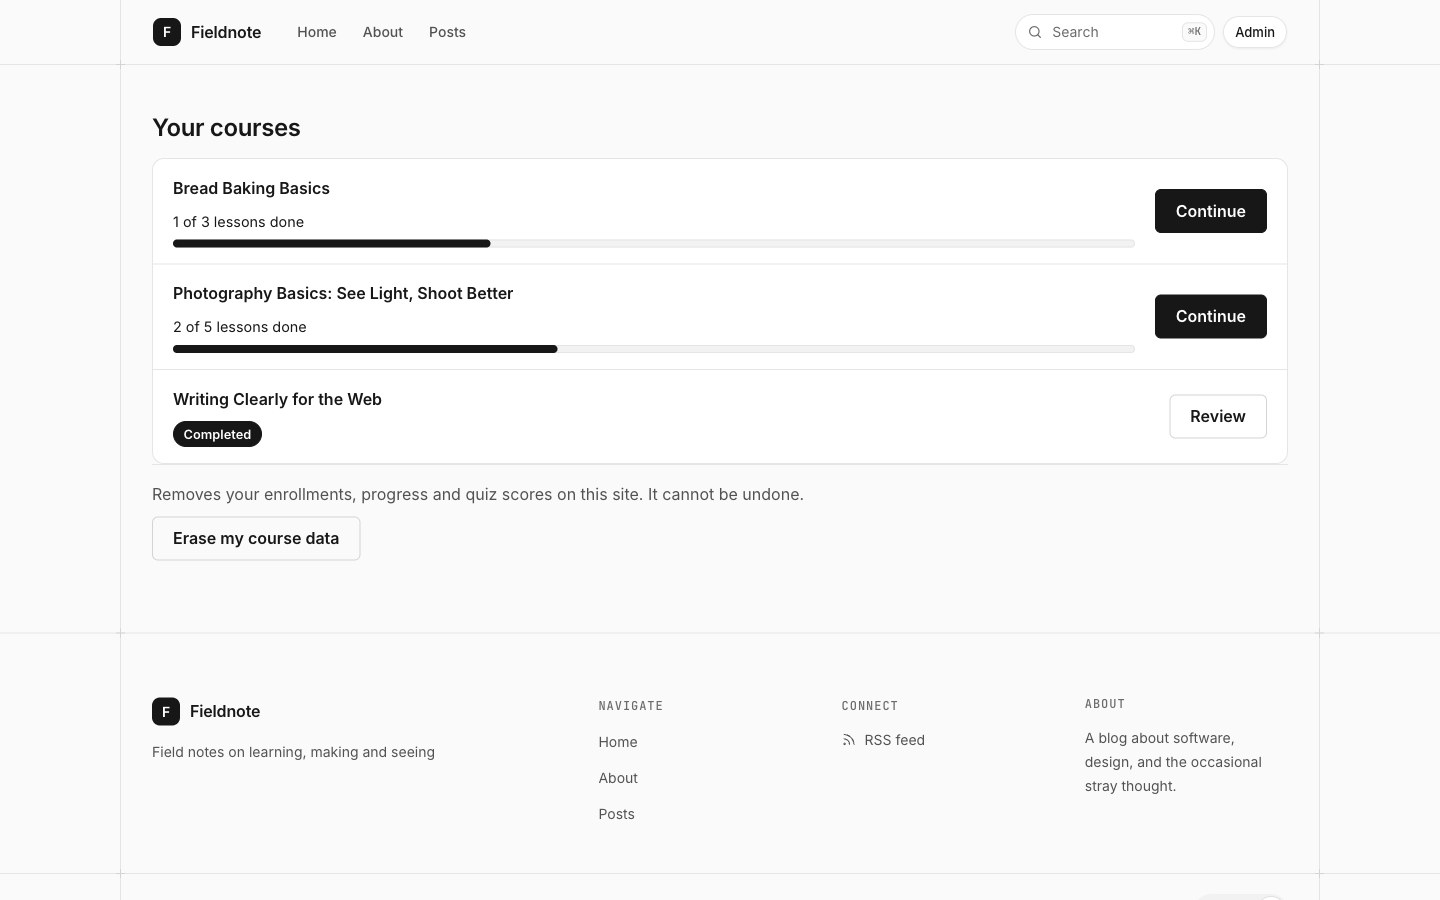 F Fieldnote Home About Posts Search ⌘K Admin
Your courses
Bread Baking Basics
1 of 3 lessons done
Continue
Photography Basics: See Light, Shoot Better
2 of 5 lessons done
Continue
Writing Clearly for the Web
Completed
Review
Removes your enrollments, progress and quiz scores on this site. It cannot be undone.
Erase my course data
F Fieldnote
Field notes on learning, making and seeing
NAVIGATE
Home
About
Posts
CONNECT
RSS feed
ABOUT
A blog about software,
design, and the occasional
stray thought.